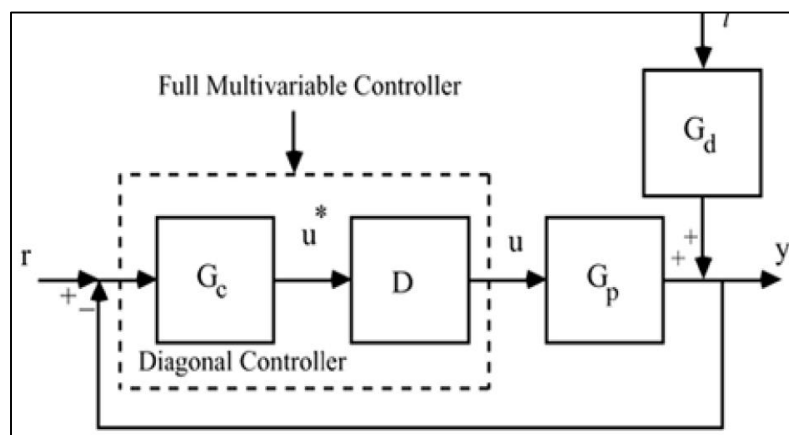 Full Multivariable Controller
G_d
u*
u
+
+
y
r
G_c
D
G_p
+
−
Diagonal Controller